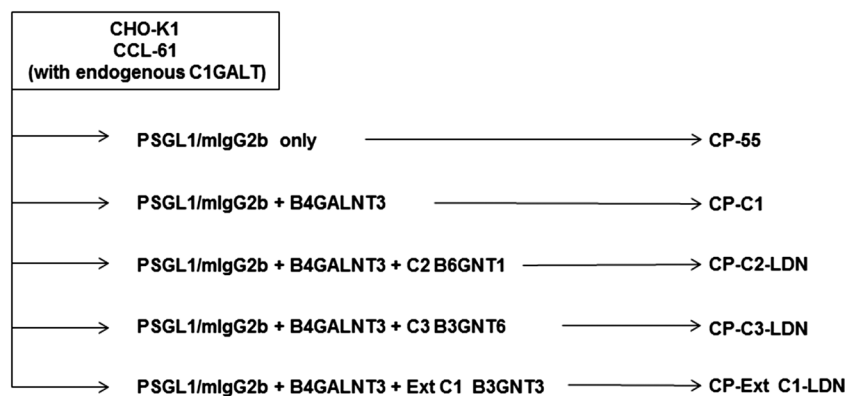 CHO-K1
CCL-61
(with endogenous C1GALT)
PSGL1/mIgG2b only CP-55
PSGL1/mIgG2b + B4GALNT3 CP-C1
PSGL1/mIgG2b + B4GALNT3 + C2 B6GNT1 CP-C2-LDN
PSGL1/mIgG2b + B4GALNT3 + C3 B3GNT6 CP-C3-LDN
PSGL1/mIgG2b + B4GALNT3 + Ext C1 B3GNT3 CP-Ext C1-LDN